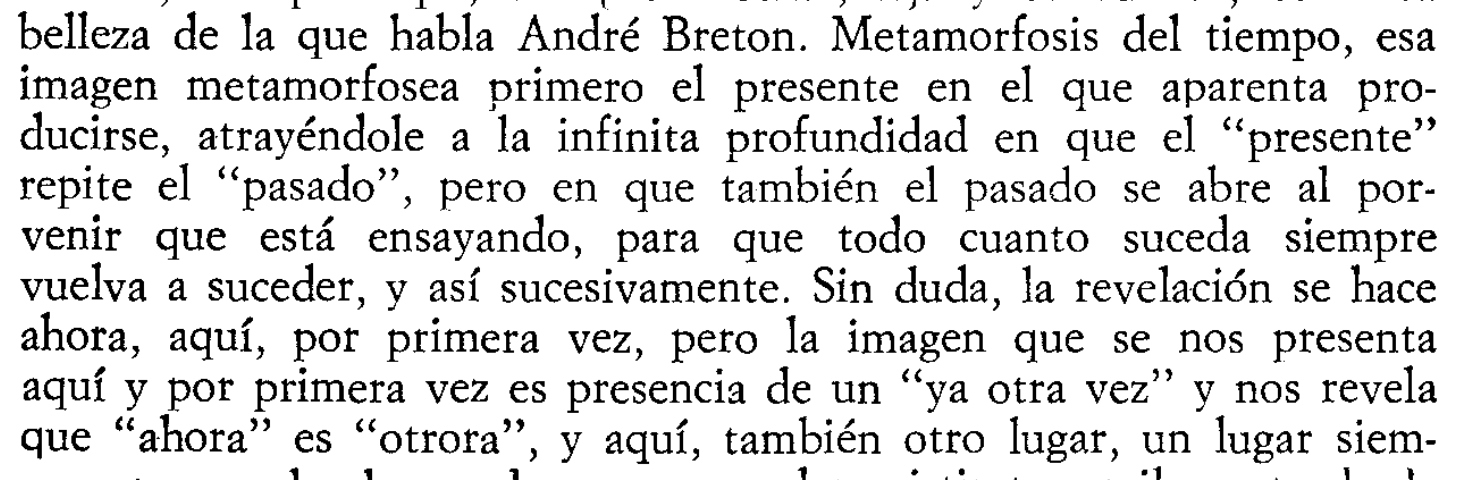 belleza de la que habla André Breton. Metamorfosis del tiempo, esa
imagen metamorfosea primero el presente en el que aparenta pro-
ducirse, atrayéndole a la infinita profundidad en que el “presente”
repite el “pasado”, pero en que también el pasado se abre al por-
venir que está ensayando, para que todo cuanto suceda siempre
vuelva a suceder, y así sucesivamente. Sin duda, la revelación se hace
ahora, aquí, por primera vez, pero la imagen que se nos presenta
aquí y por primera vez es presencia de un “ya otra vez” y nos revela
que “ahora” es “otrora”, y aquí, también otro lugar, un lugar siem-